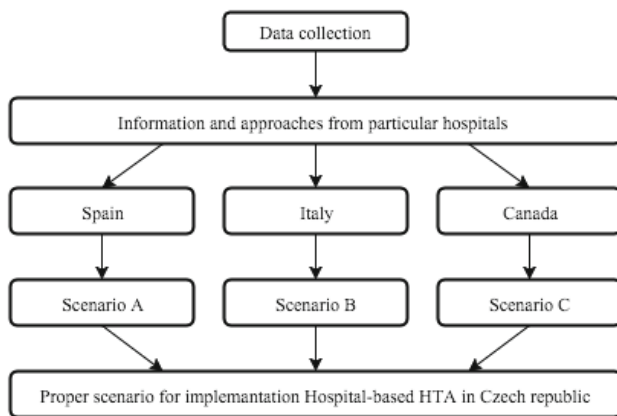 Data collection
Information and approaches from particular hospitals
Spain
Italy
Canada
Scenario A
Scenario B
Scenario C
Proper scenario for implemantation Hospital-based HTA in Czech republic